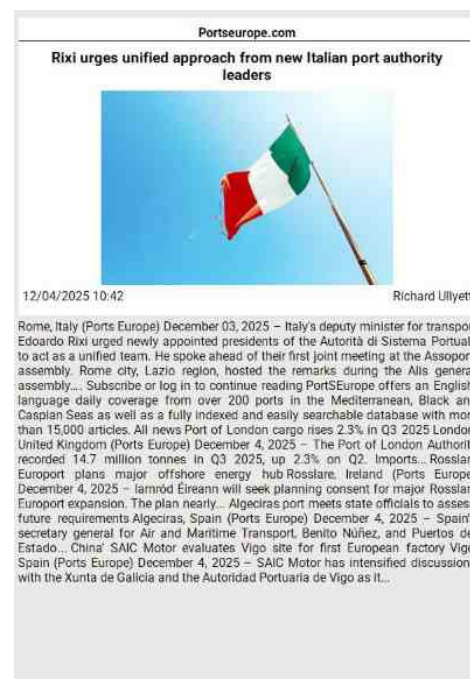 Portseurope.com
Rixi urges unified approach from new Italian port authority
leaders
12/04/2025 10:42 Richard Ullyet
Rome, Italy (Ports Europe) December 03, 2025 – Italy's deputy minister for transpor
Edoardo Rixi urged newly appointed presidents of the Autorità di Sistema Portual
to act as a unified team. He spoke ahead of their first joint meeting at the Assopor
assembly. Rome city, Lazio region, hosted the remarks during the Alis genera
assembly.... Subscribe or log in to continue reading PortSEurope offers an English
language daily coverage from over 200 ports in the Mediterranean, Black an
Caspian Seas as well as a fully indexed and easily searchable database with mor
than 15,000 articles. All news Port of London cargo rises 2.3% in Q3 2025 London
United Kingdom (Ports Europe) December 4, 2025 – The Port of London Authorit
recorded 14.7 million tonnes in Q3 2025, up 2.3% on Q2. Imports... Rosslar
Europort plans major offshore energy hub Rosslare, Ireland (Ports Europe
December 4, 2025 – Iarnród Éireann will seek planning consent for major Rosslar
Europort expansion. The plan nearly... Algeciras port meets state officials to asses
future requirements Algeciras, Spain (Ports Europe) December 4, 2025 – Spain'
secretary general for Air and Maritime Transport, Benito Núñez, and Puertos de
Estado... China' SAIC Motor evaluates Vigo site for first European factory Vigo
Spain (Ports Europe) December 4, 2025 – SAIC Motor has intensified discussion
with the Xunta de Galicia and the Autoridad Portuaria de Vigo as it...